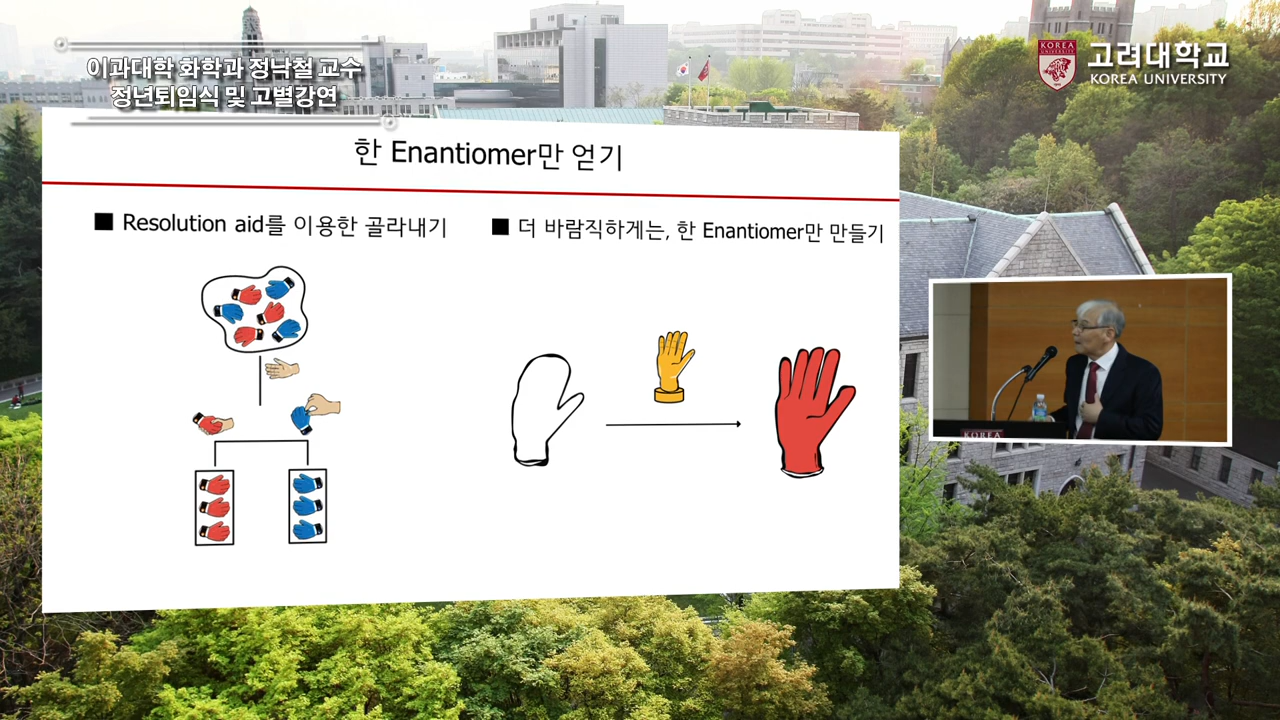 이과대학 화학과 정낙철 교수
정년퇴임식 및 고별강연
KOREA
UNIVERSITY
고려대학교
KOREA UNIVERSITY
한 Enantiomer만 얻기
■ Resolution aid를 이용한 골라내기
■ 더 바람직하게는, 한 Enantiomer만 만들기
KOREA